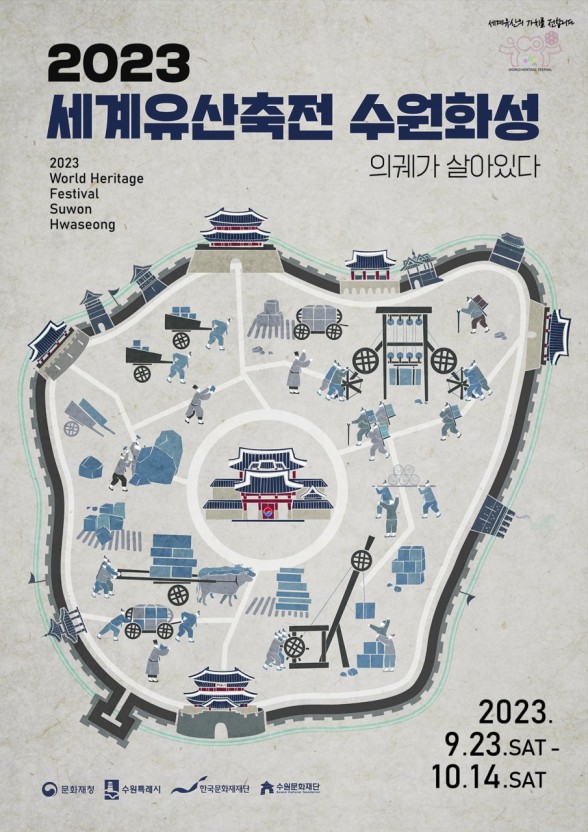 세계유산의 가치를 전합니다
WORLD HERITAGE FESTIVAL
2023
세계유산축전 수원화성
의궤가 살아있다
2023
World Heritage
Festival
Suwon
Hwaseong
2023.
9.23.SAT -
10.14.SAT
문화재청 수원특례시 한국문화재재단 수원문화재단